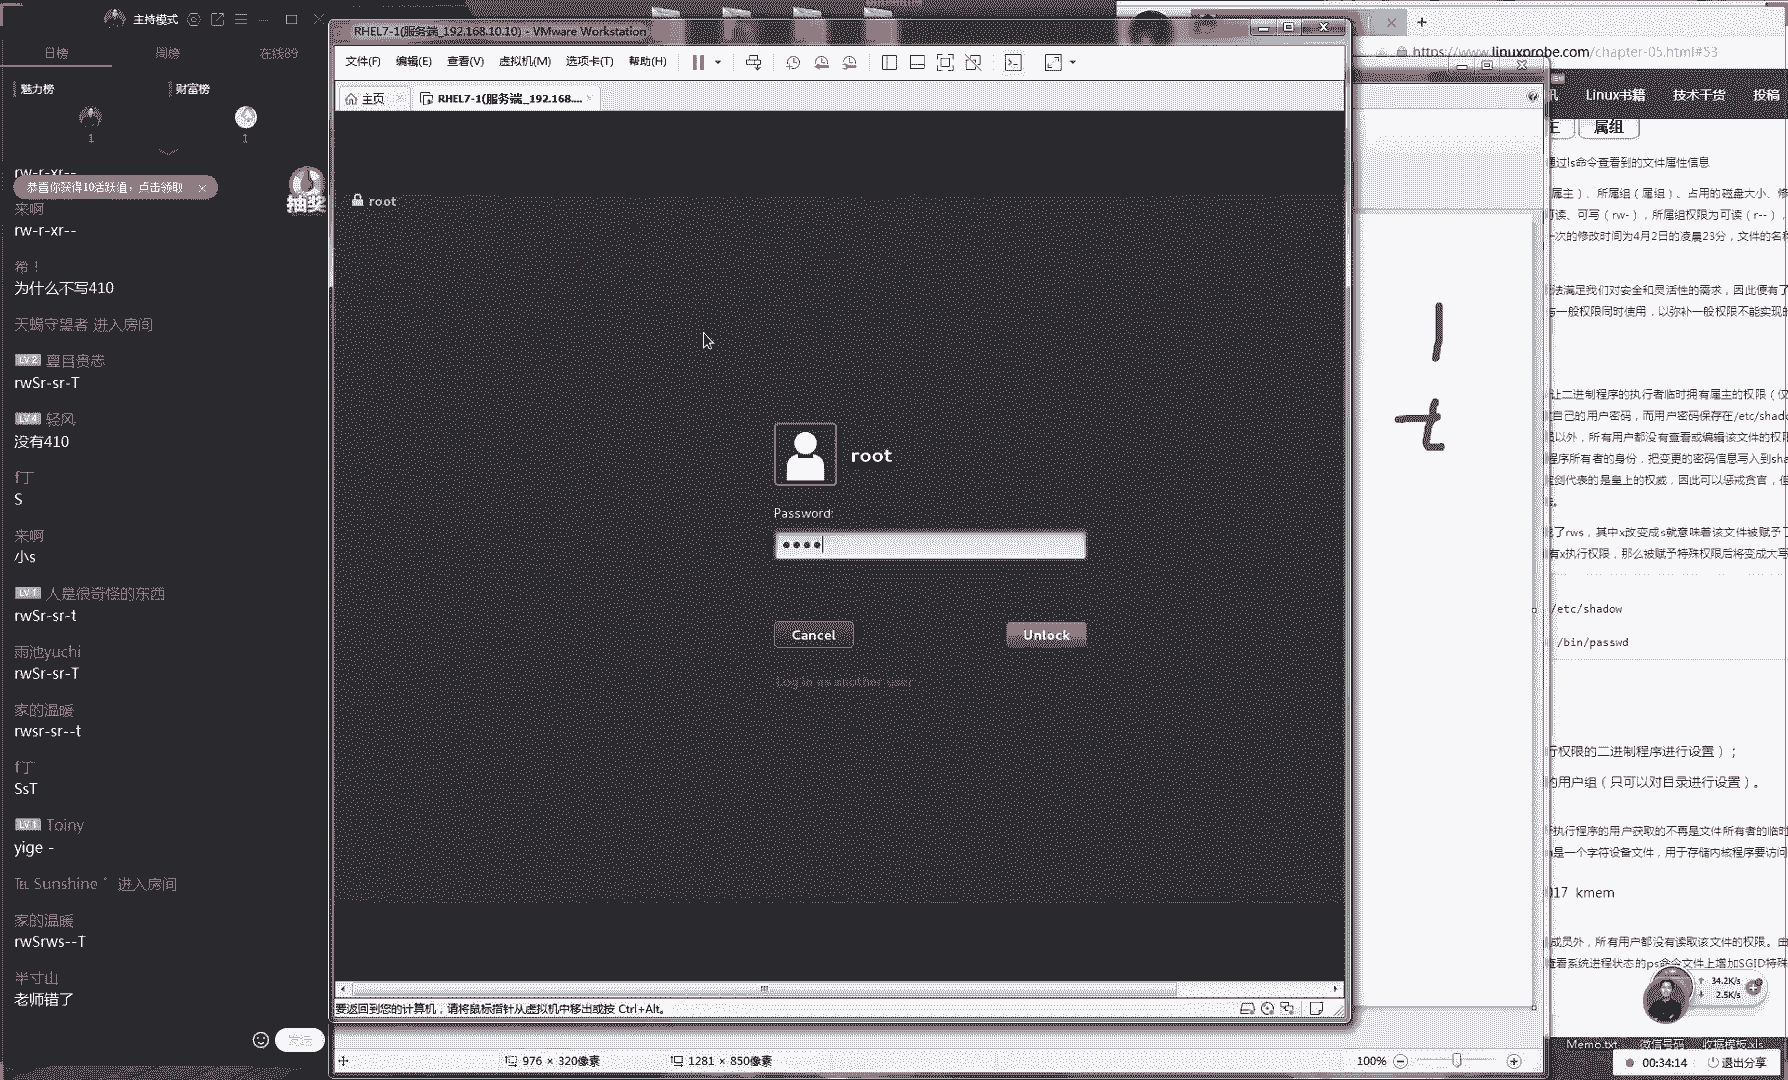 主持模式
日榜
周榜
在线89
魅力榜
财富榜
1
1
rw-r-xr--
恭喜你获得10活跃值，点击领取
抽奖
来啊
rw-r-xr--
希！
为什么不写410
天蝎守望者 进入房间
LV 2 夏目贵志
rwSr-sr-T
LV 4 轻风
没有410
f丁
S
来啊
小s
LV 1 人是很奇怪的东西
rwSr-sr-t
雨池yuchi
rwSr-sr-T
家的温暖
rwsr-sr--t
f丁
SsT
LV 1 Toiny
yige -
℡ Sunshine 进入房间
家的温暖
rwSrws--T
半寸山
老师错了
发送
RHEL7-1(服务端_192.168.10.10) - VMware Workstation
文件(F) 编辑(E) 查看(V) 虚拟机(M) 选项卡(T) 帮助(H)
主页
RHEL7-1(服务端_192.168....
root
root
Password:
Cancel
Unlock
Log in as another user
要返回到您的计算机，请将鼠标指针从虚拟机中移出或按 Ctrl+Alt。
976 × 320像素
1281 × 850像素
100%
t
https://www.linuxprobe.com/chapter-05.html#53
Linux书籍
技术干货
投稿
属组
通过ls命令查看到的文件属性信息
属主）、所属组（属组）、占用的磁盘大小、修
可读、可写（rw-），所属组权限为可读（r--），
一次的修改时间为4月2日的凌晨23分，文件的名称
法满足我们对安全和灵活性的需求，因此便有了
与一般权限同时使用，以弥补一般权限不能实现的
让二进制程序的执行者临时拥有属主的权限（仅
自己的用户密码，而用户密码保存在/etc/shado
以外，所有用户都没有查看或编辑该文件的权限
程序所有者的身份，把变更的密码信息写入到sha
剑代表的是皇上的权威，因此可以惩戒贪官，但
了rws，其中x改变成s就意味着该文件被赋予了
有x执行权限，那么被赋予特殊权限后将变成大写
/etc/shadow
/bin/passwd
行权限的二进制程序进行设置）；
的用户组（只可以对目录进行设置）。
执行程序的用户获取的不再是文件所有者的临时
是一个字符设备文件，用于存储内核程序要访问
017 kmem
成员外，所有用户都没有读取该文件的权限。由
查看系统进程状态的ps命令文件上增加SGID特殊
34.2K/s
2.5K/s
Memo.txt
微信号码
收据模板.xls
00:34:14
退出分享